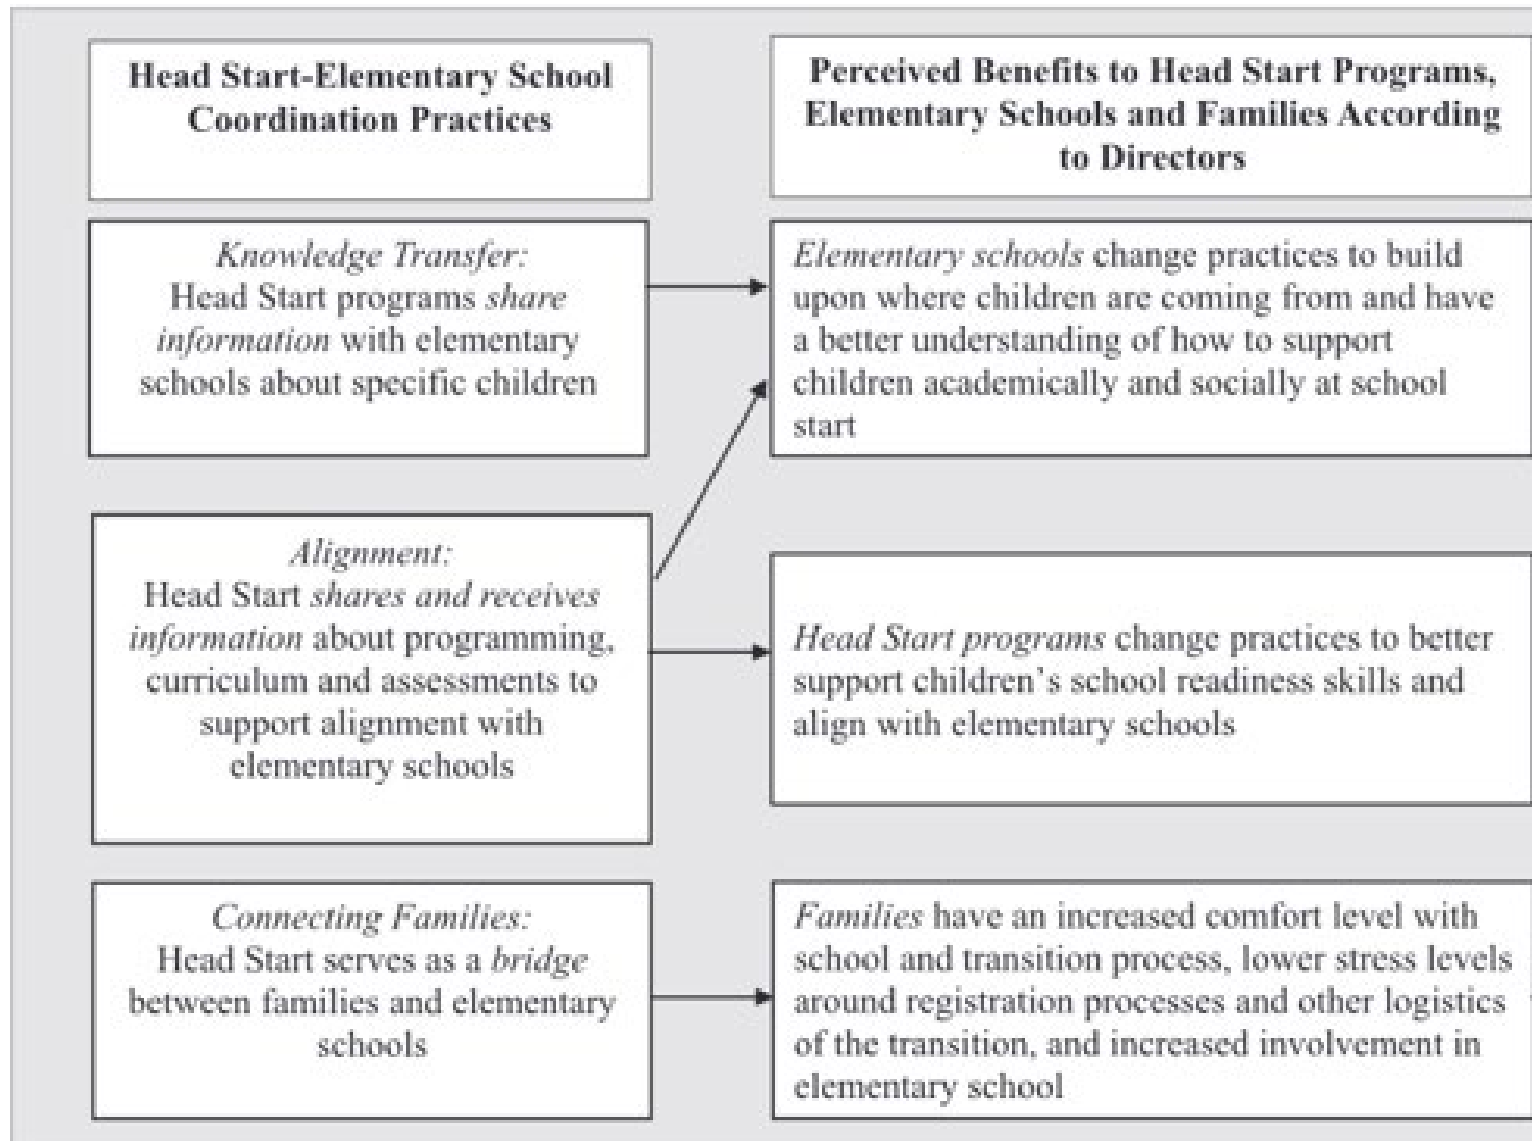 Head Start-Elementary School
Coordination Practices
Perceived Benefits to Head Start Programs,
Elementary Schools and Families According
to Directors
Knowledge Transfer:
Head Start programs share
information with elementary
schools about specific children
Elementary schools change practices to build
upon where children are coming from and have
a better understanding of how to support
children academically and socially at school
start
Alignment:
Head Start shares and receives
information about programming,
curriculum and assessments to
support alignment with
elementary schools
Head Start programs change practices to better
support children's school readiness skills and
align with elementary schools
Connecting Families:
Head Start serves as a bridge
between families and elementary
schools
Families have an increased comfort level with
school and transition process, lower stress levels
around registration processes and other logistics
of the transition, and increased involvement in
elementary school